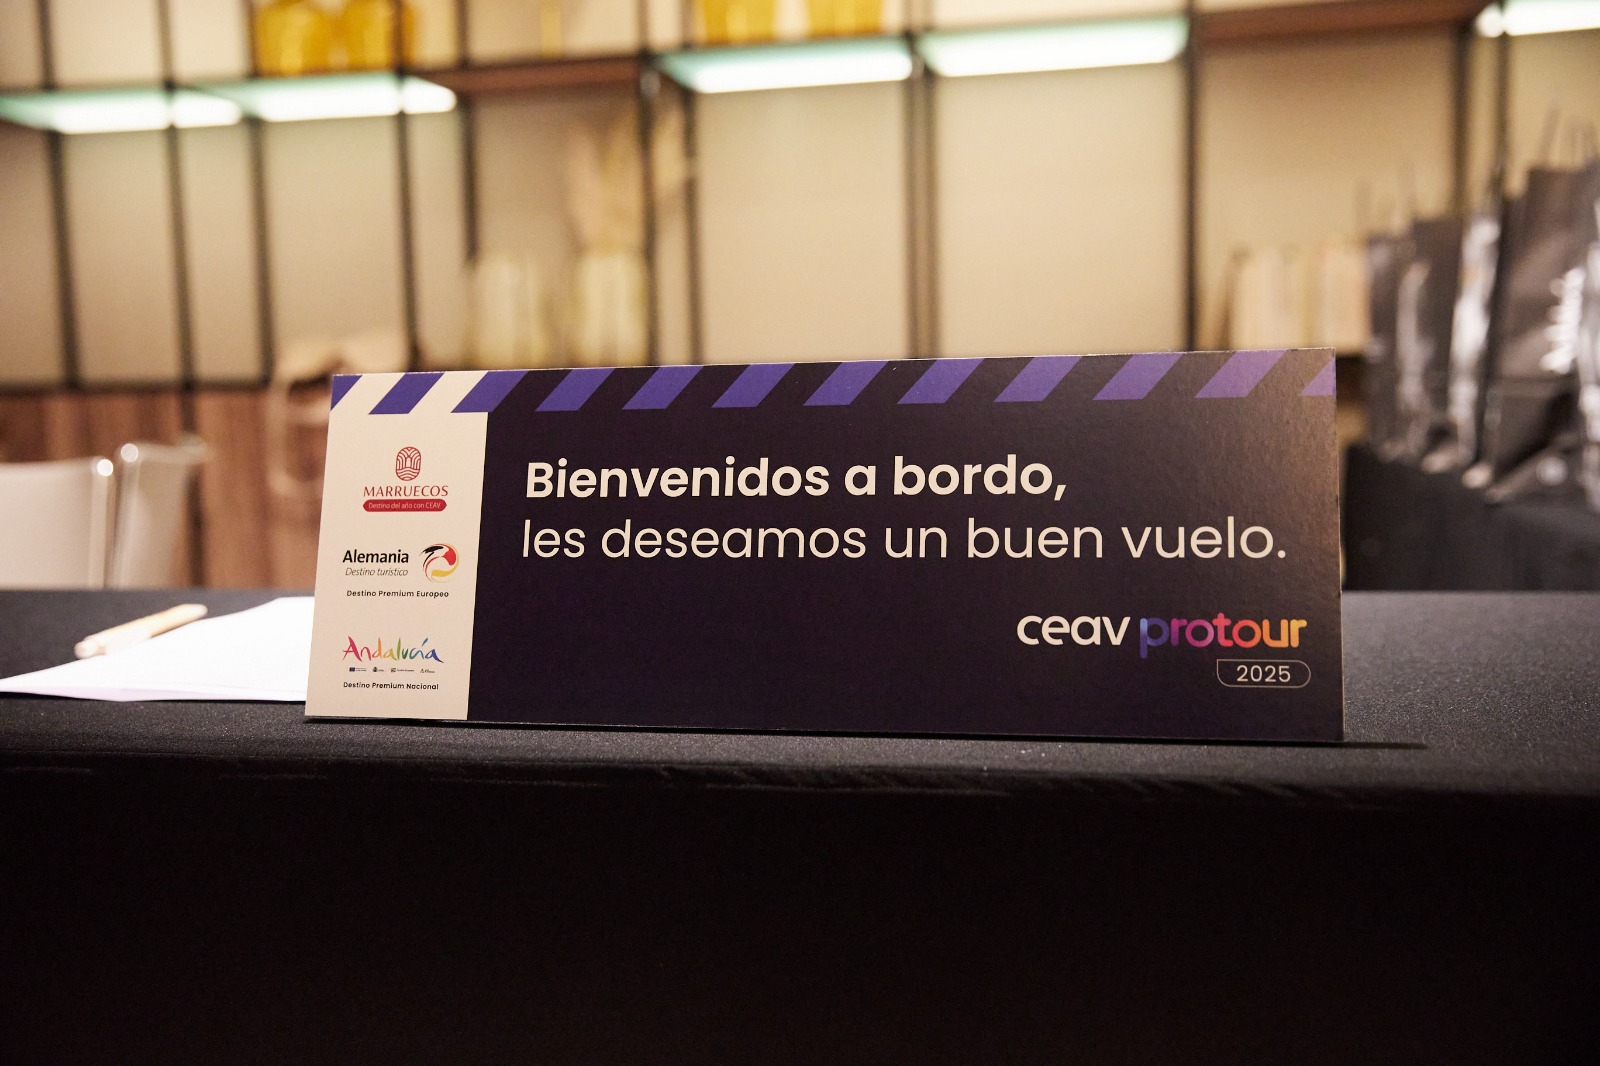 MARRUECOS
Destino del año con CEAV
Alemania
Destino turístico
Destino Premium Europeo
Andalucía
Destino Premium Nacional
Bienvenidos a bordo,
les deseamos un buen vuelo.
ceav protour
2025